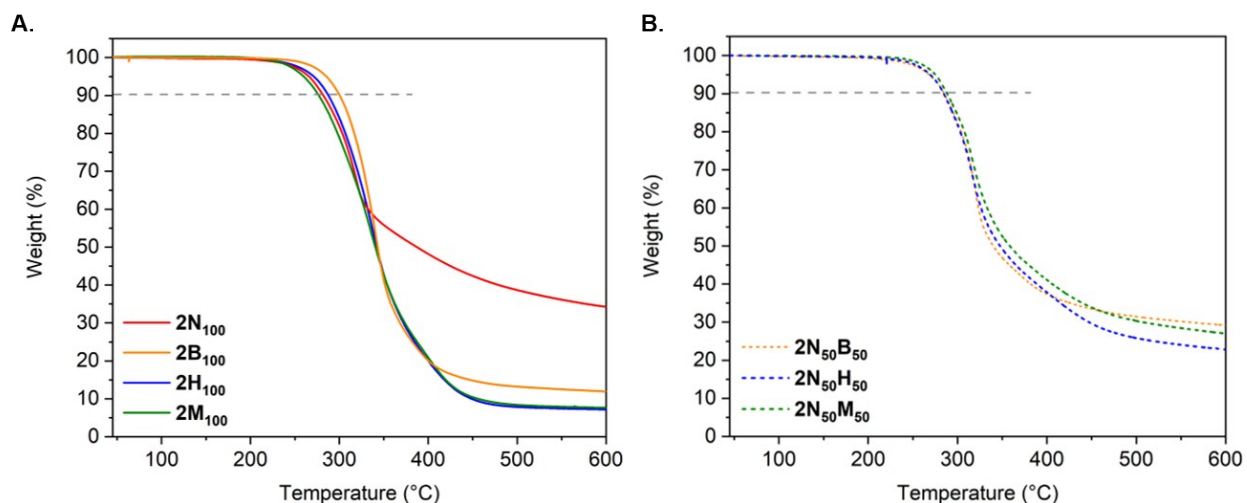 A.
100
90
80
70
60
50
40
30
20
10
0
Weight (%)
2N₁₀₀
2B₁₀₀
2H₁₀₀
2M₁₀₀
100 200 300 400 500 600
Temperature (°C)
B.
100
90
80
70
60
50
40
30
20
10
0
Weight (%)
2N₅₀B₅₀
2N₅₀H₅₀
2N₅₀M₅₀
100 200 300 400 500 600
Temperature (°C)